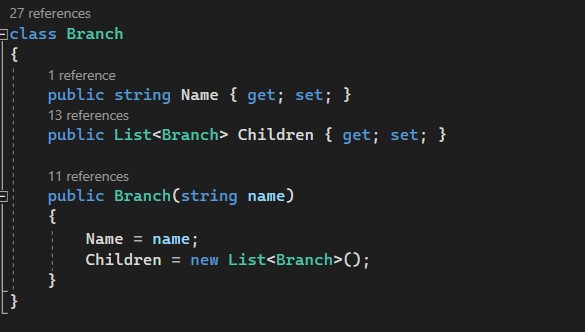 27 references
class Branch
{
1 reference
public string Name { get; set; }
13 references
public List<Branch> Children { get; set; }
11 references
public Branch(string name)
{
Name = name;
Children = new List<Branch>();
}
}